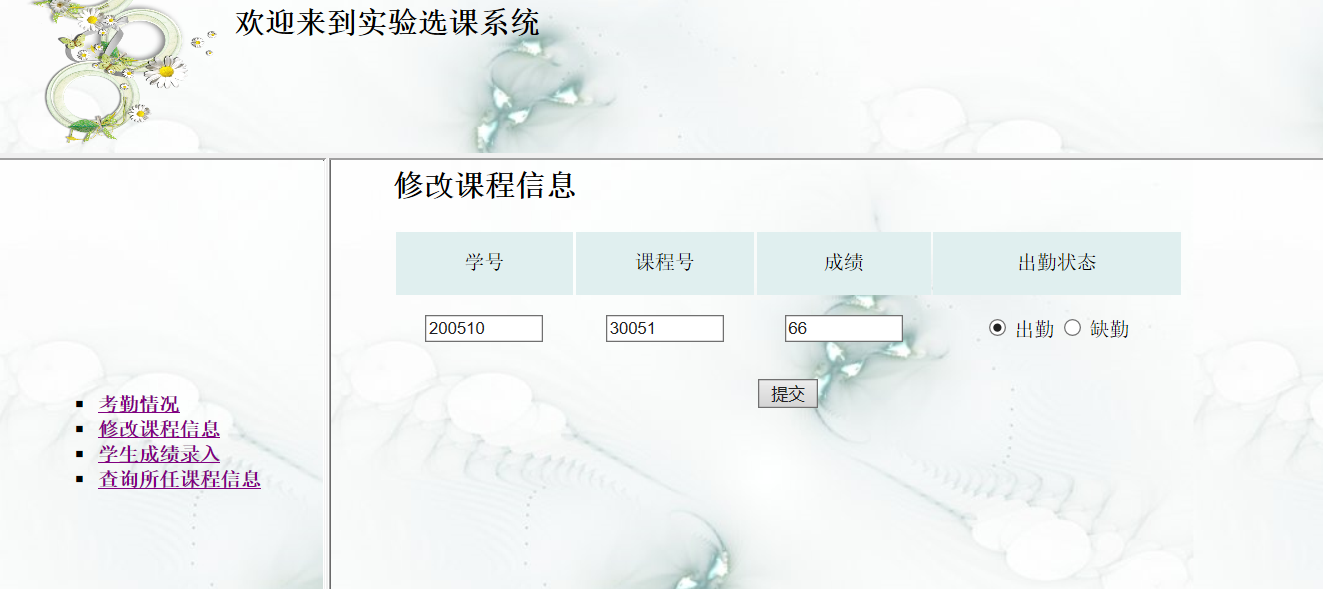 欢迎来到实验选课系统
考勤情况
修改课程信息
学生成绩录入
查询所任课程信息
修改课程信息
学号 课程号 成绩 出勤状态
200510 30051 66 出勤 缺勤
提交